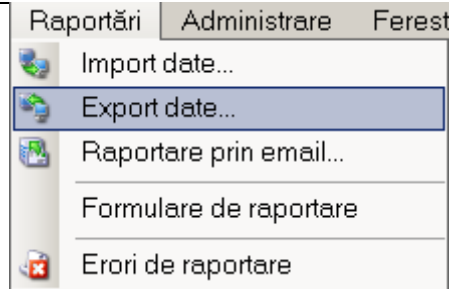 Raportări Administrare Ferest
Import date...
Export date...
Raportare prin email...
Formulare de raportare
Erori de raportare